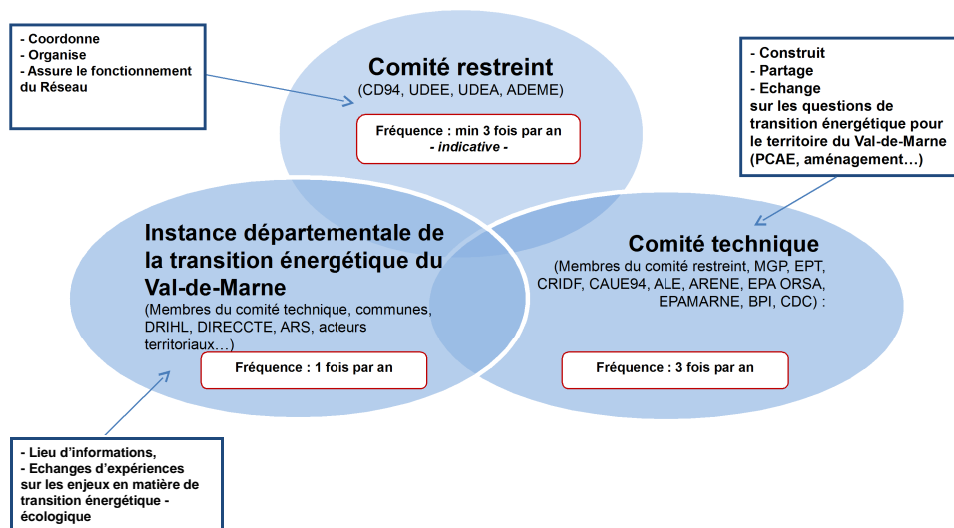 - Coordonne
- Organise
- Assure le fonctionnement
du Réseau
Comité restreint
(CD94, UDEE, UDEA, ADEME)
Fréquence : min 3 fois par an
- indicative -
- Construit
- Partage
- Echange
sur les questions de
transition énergétique pour
le territoire du Val-de-Marne
(PCAE, aménagement…)
Instance départementale de
la transition énergétique du
Val-de-Marne
(Membres du comité technique, communes,
DRIHL, DIRECCTE, ARS, acteurs
territoriaux…)
Fréquence : 1 fois par an
Comité technique
(Membres du comité restreint, MGP, EPT,
CRIDF, CAUE94, ALE, ARENE, EPA ORSA,
EPAMARNE, BPI, CDC) :
Fréquence : 3 fois par an
- Lieu d'informations,
- Echanges d'expériences
sur les enjeux en matière de
transition énergétique -
écologique